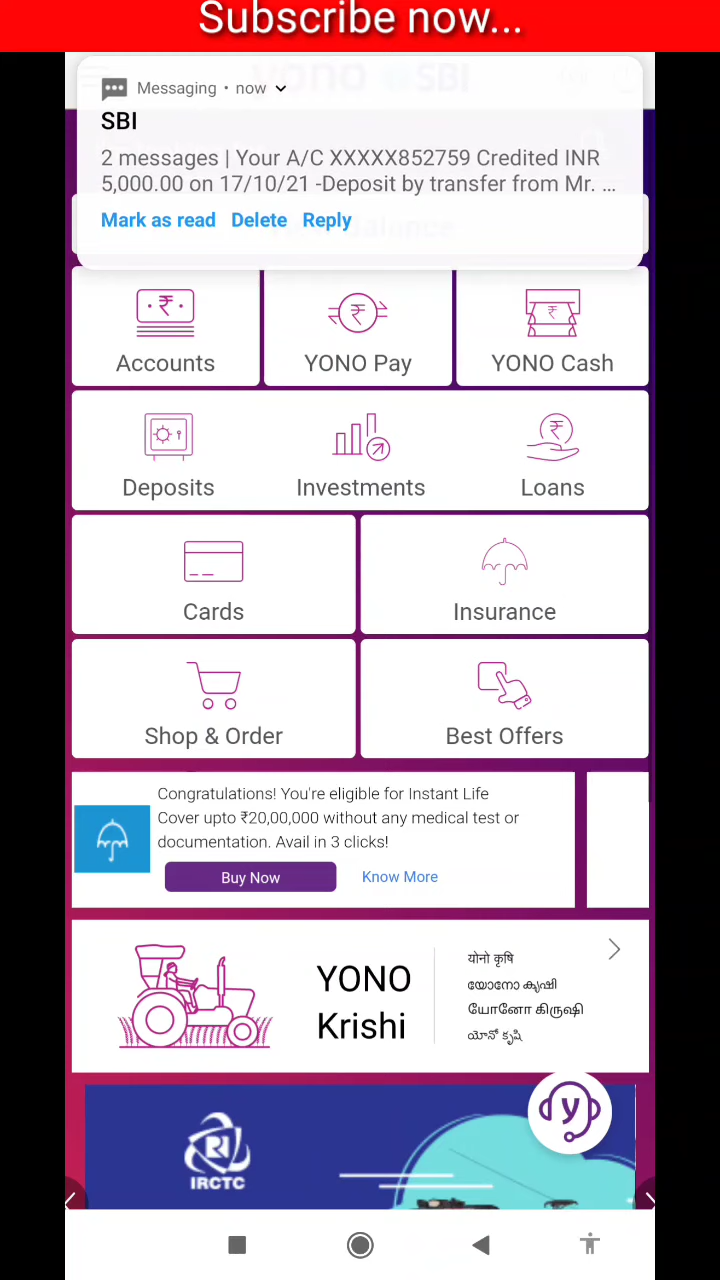 Subscribe now...
yono SBI
Messaging • now
SBI
2 messages | Your A/C XXXXX852759 Credited INR
5,000.00 on 17/10/21 -Deposit by transfer from Mr. ...
Mark as read Delete Reply
Balance
Accounts YONO Pay YONO Cash
Deposits Investments Loans
Cards Insurance
Shop & Order Best Offers
Congratulations! You're eligible for Instant Life
Cover upto ₹20,00,000 without any medical test or
documentation. Avail in 3 clicks!
Buy Now Know More
YONO
Krishi
योनो कृषि
യോനോ കൃഷി
யோனோ கிருஷி
యోనో కృషి
y
IRCTC